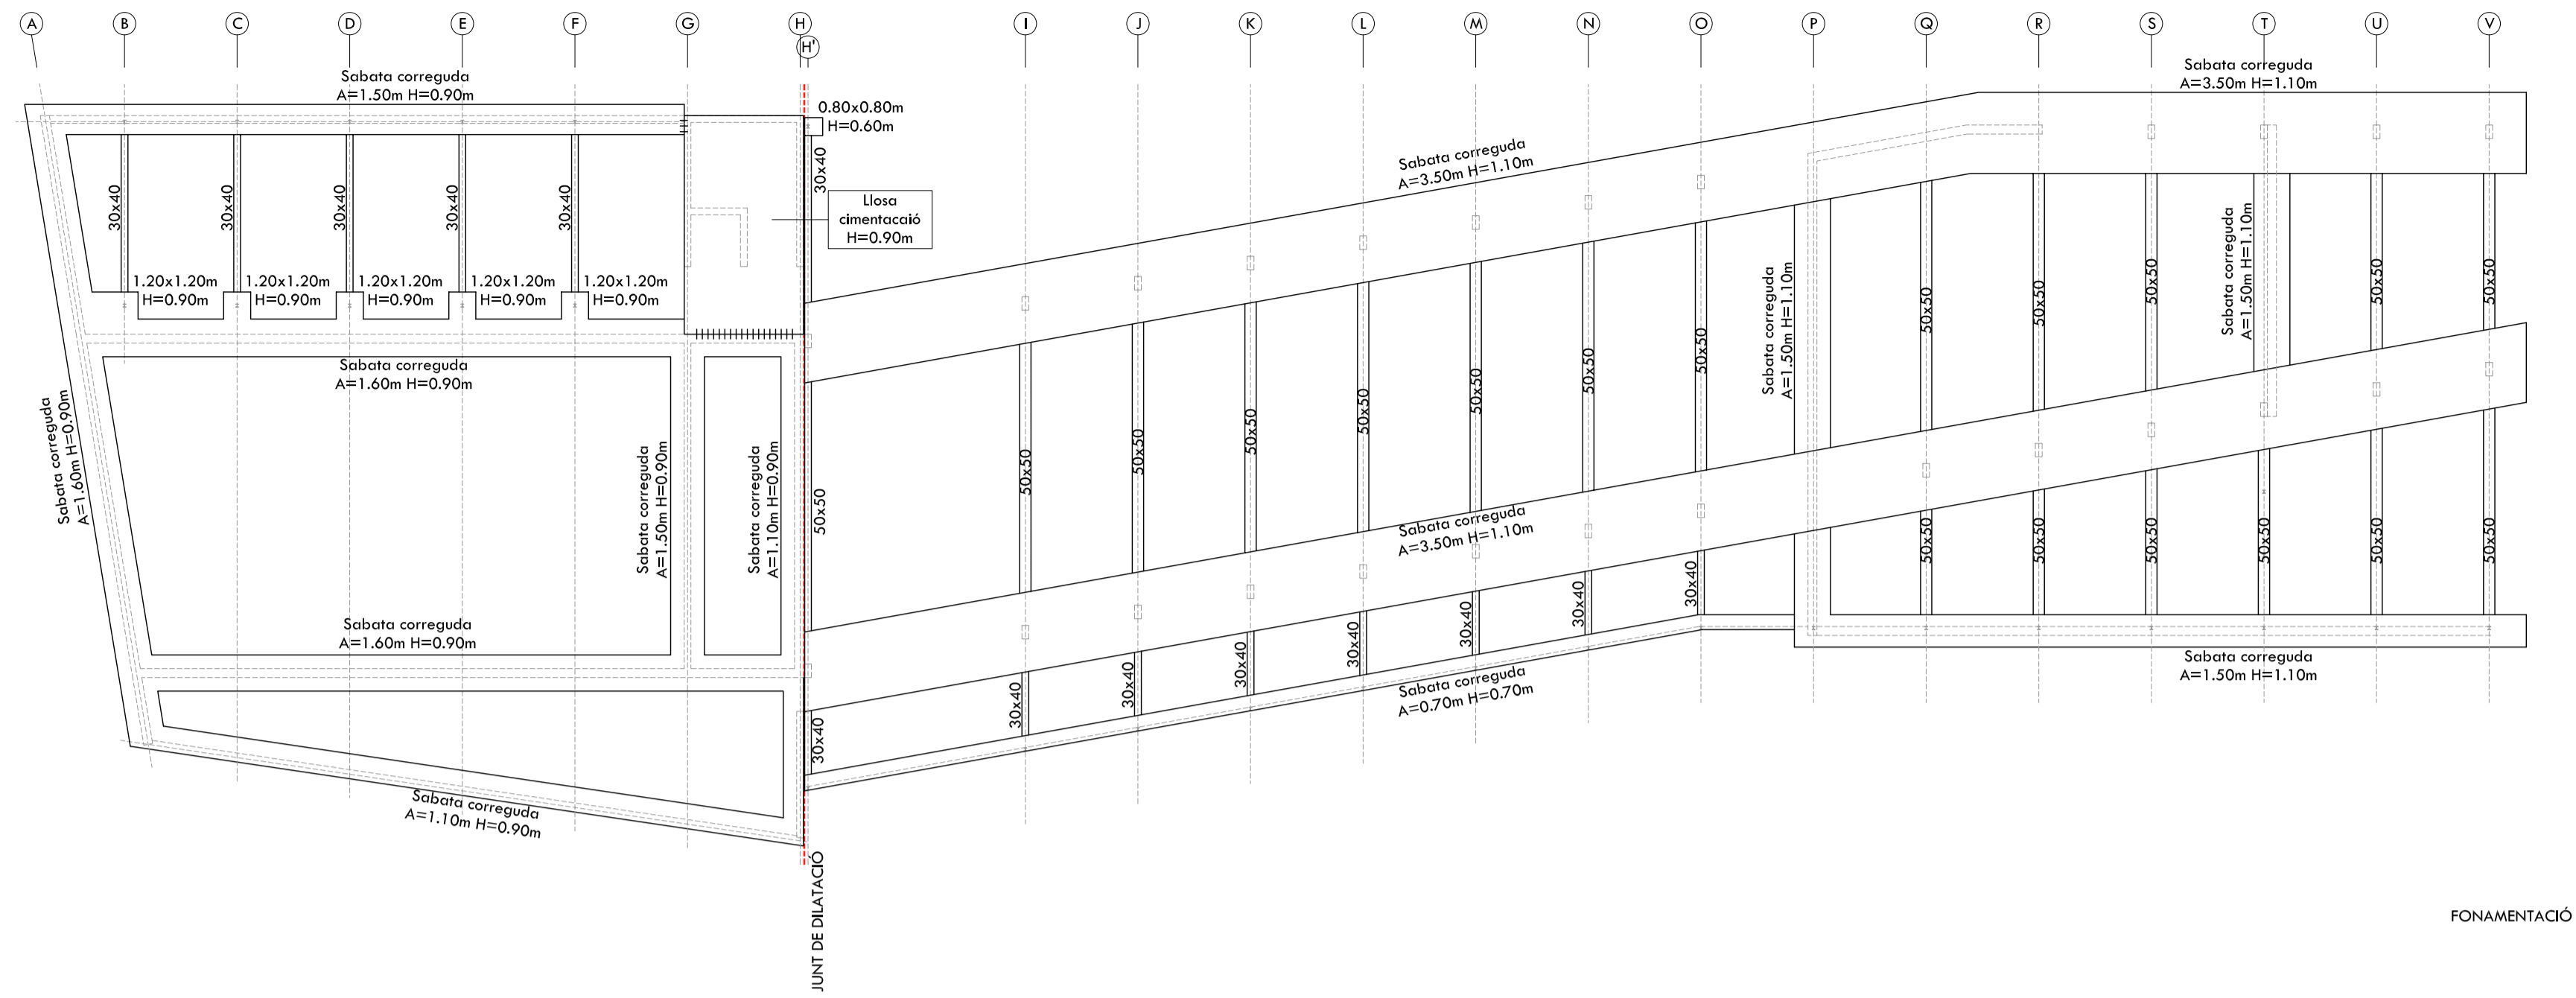 A B C D E F G H H' I J K L M N O P Q R S T U V
Sabata correguda
A=1.50m H=0.90m
Sabata correguda
A=3.50m H=1.10m
0.80x0.80m
H=0.60m
30x40
Sabata correguda
A=3.50m H=1.10m
30x40
30x40
30x40
30x40
30x40
Llosa
cimentacaió
H=0.90m
Sabata correguda
A=1.50m H=1.10m
Sabata correguda
A=1.50m H=1.10m
1.20x1.20m
H=0.90m
1.20x1.20m
H=0.90m
1.20x1.20m
H=0.90m
1.20x1.20m
H=0.90m
1.20x1.20m
H=0.90m
50x50
50x50
50x50
50x50
50x50
Sabata correguda
A=1.60m H=0.90m
50x50
50x50
50x50
50x50
50x50
50x50
50x50
Sabata correguda
A=1.60m H=0.90m
Sabata correguda
A=1.50m H=0.90m
Sabata correguda
A=1.10m H=0.90m
50x50
Sabata correguda
A=3.50m H=1.10m
50x50
50x50
50x50
50x50
50x50
50x50
Sabata correguda
A=1.60m H=0.90m
30x40
30x40
30x40
30x40
30x40
30x40
30x40
30x40
Sabata correguda
A=0.70m H=0.70m
Sabata correguda
A=1.50m H=1.10m
Sabata correguda
A=1.10m H=0.90m
JUNT DE DILATACIÓ
FONAMENTACIÓ